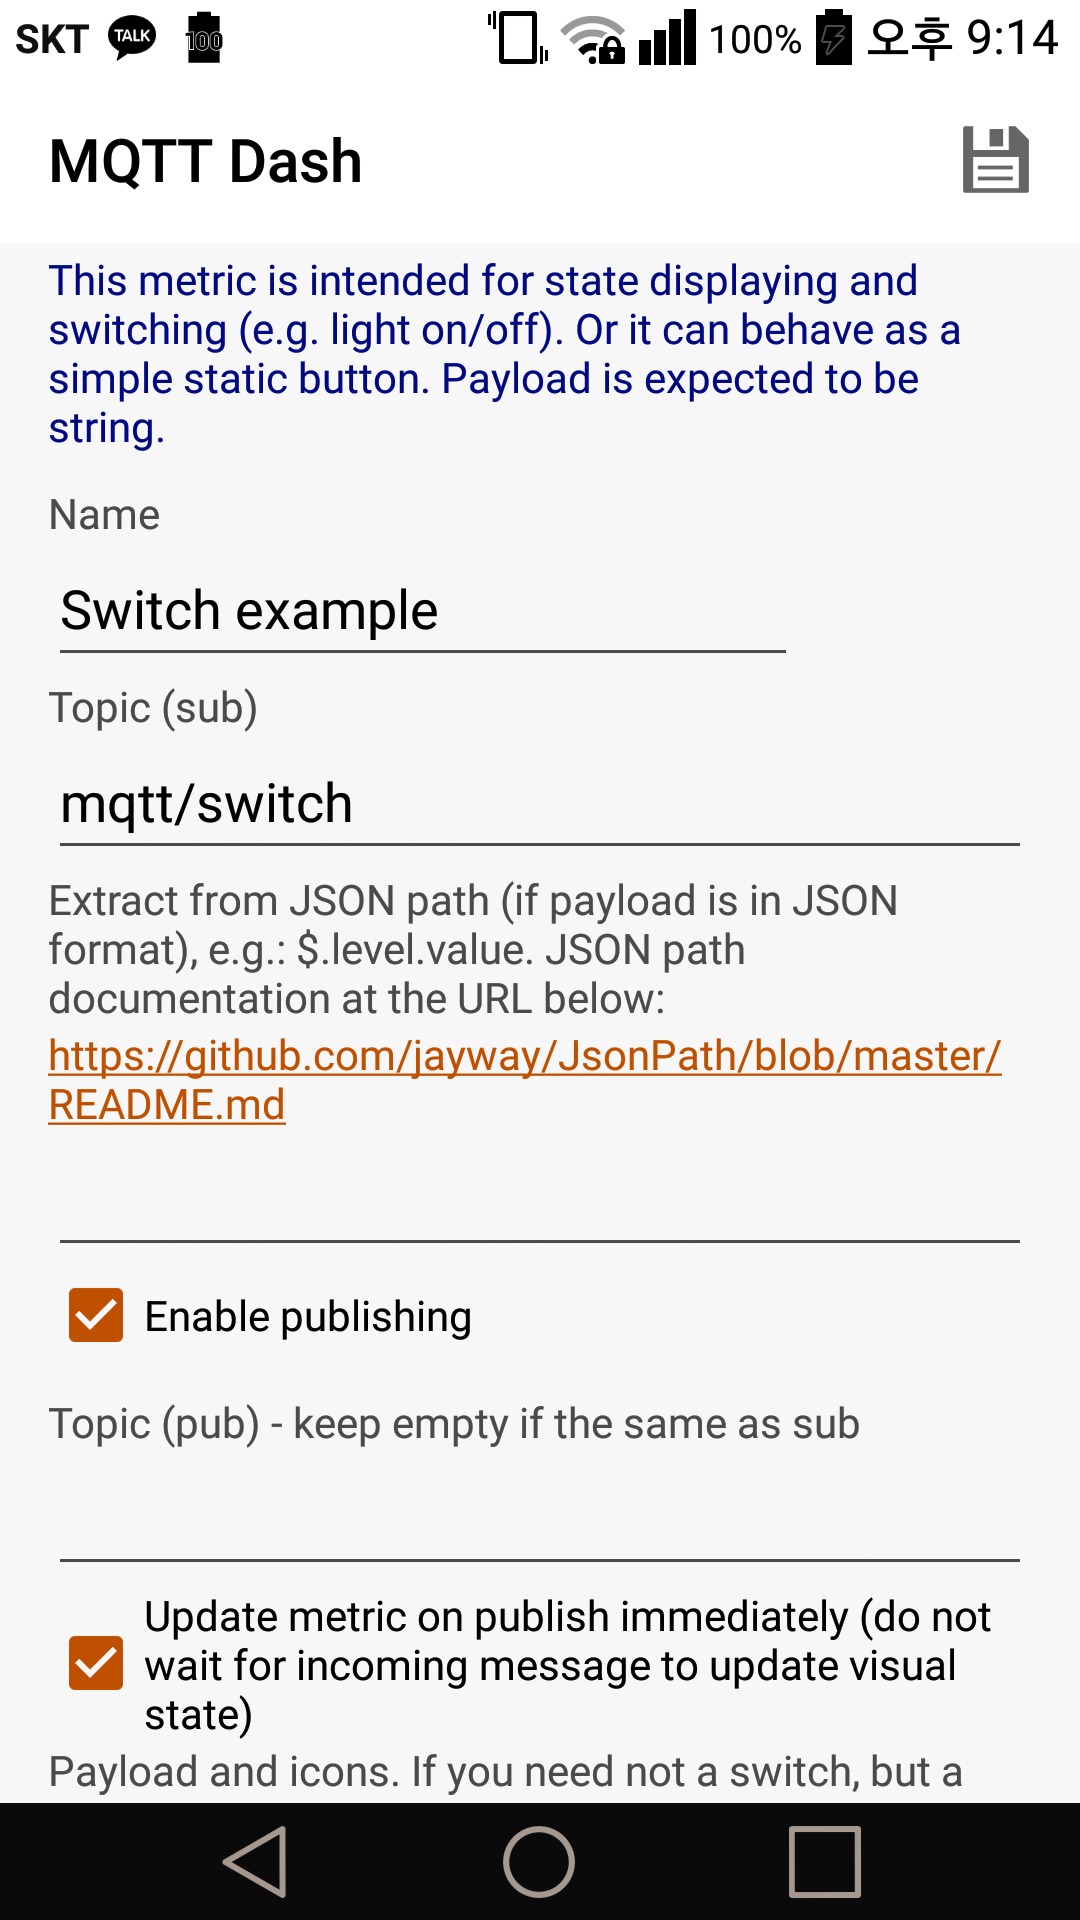 SKT TALK 100 100% 오후 9:14
MQTT Dash
This metric is intended for state displaying and
switching (e.g. light on/off). Or it can behave as a
simple static button. Payload is expected to be
string.
Name
Switch example
Topic (sub)
mqtt/switch
Extract from JSON path (if payload is in JSON
format), e.g.: $.level.value. JSON path
documentation at the URL below:
https://github.com/jayway/JsonPath/blob/master/
README.md
Enable publishing
Topic (pub) - keep empty if the same as sub
Update metric on publish immediately (do not
wait for incoming message to update visual
state)
Payload and icons. If you need not a switch, but a